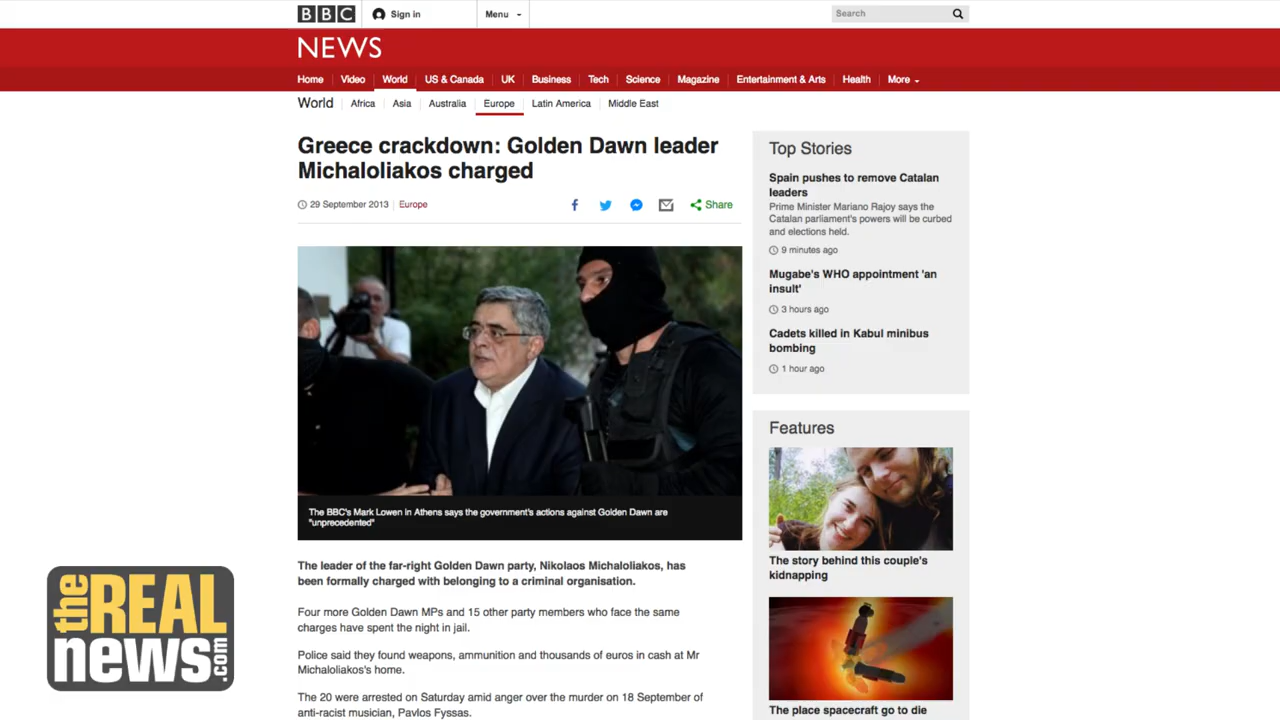 BBC
Sign in
Menu
Search
NEWS
Home
Video
World
US & Canada
UK
Business
Tech
Science
Magazine
Entertainment & Arts
Health
More
World
Africa
Asia
Australia
Europe
Latin America
Middle East
Greece crackdown: Golden Dawn leader
Michaloliakos charged
29 September 2013
Europe
Share
The BBC's Mark Lowen in Athens says the government's actions against Golden Dawn are
"unprecedented"
The leader of the far-right Golden Dawn party, Nikolaos Michaloliakos, has
been formally charged with belonging to a criminal organisation.
Four more Golden Dawn MPs and 15 other party members who face the same
charges have spent the night in jail.
Police said they found weapons, ammunition and thousands of euros in cash at Mr
Michaloliakos's home.
The 20 were arrested on Saturday amid anger over the murder on 18 September of
anti-racist musician, Pavlos Fyssas.
Top Stories
Spain pushes to remove Catalan
leaders
Prime Minister Mariano Rajoy says the
Catalan parliament's powers will be curbed
and elections held.
9 minutes ago
Mugabe's WHO appointment 'an
insult'
3 hours ago
Cadets killed in Kabul minibus
bombing
1 hour ago
Features
The story behind this couple's
kidnapping
The place spacecraft go to die
the REAL
news.com